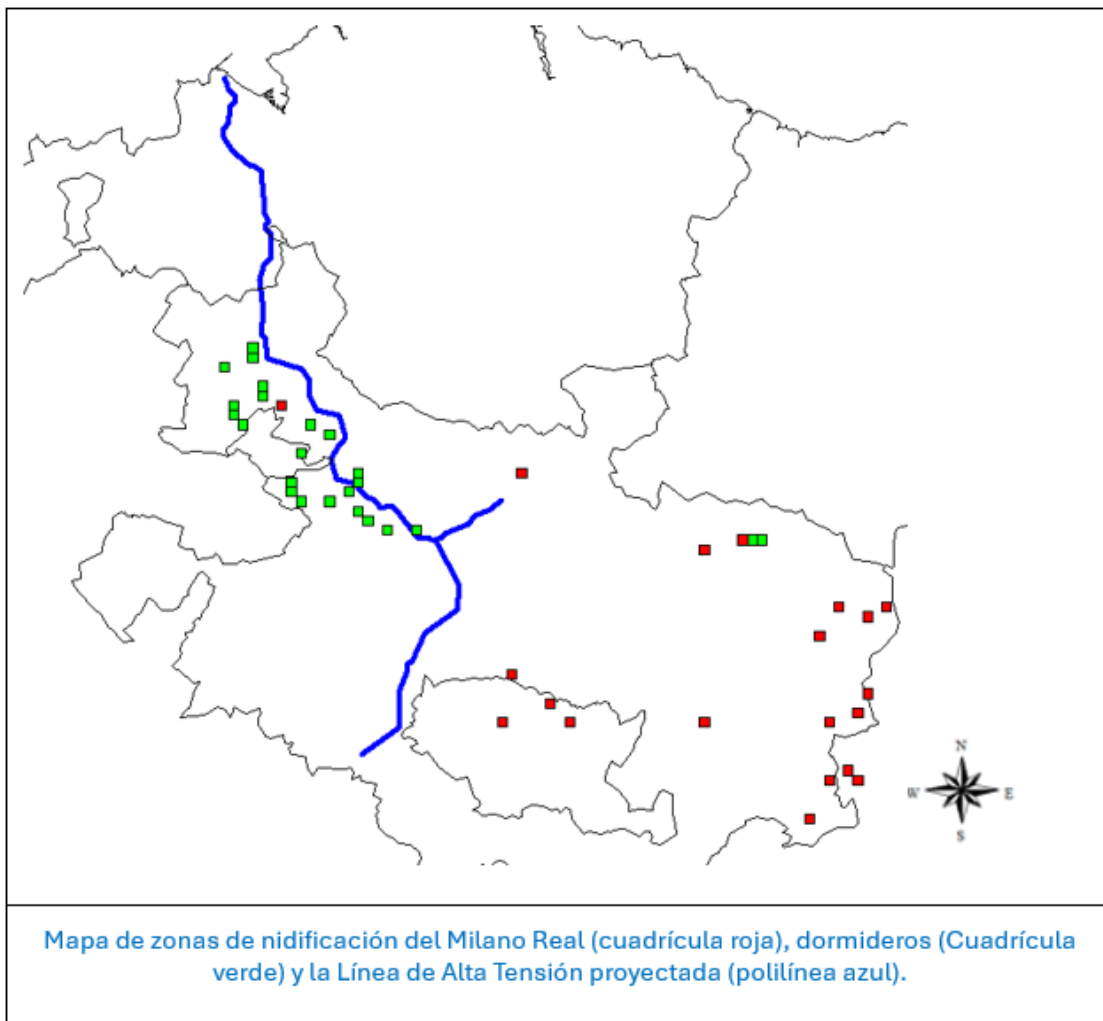 N
W E
S
Mapa de zonas de nidificación del Milano Real (cuadrícula roja), dormideros (Cuadrícula
verde) y la Línea de Alta Tensión proyectada (polilínea azul).